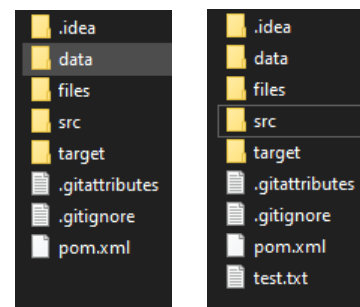 .idea
data
files
src
target
.gitattributes
.gitignore
pom.xml
.idea
data
files
src
target
.gitattributes
.gitignore
pom.xml
test.txt